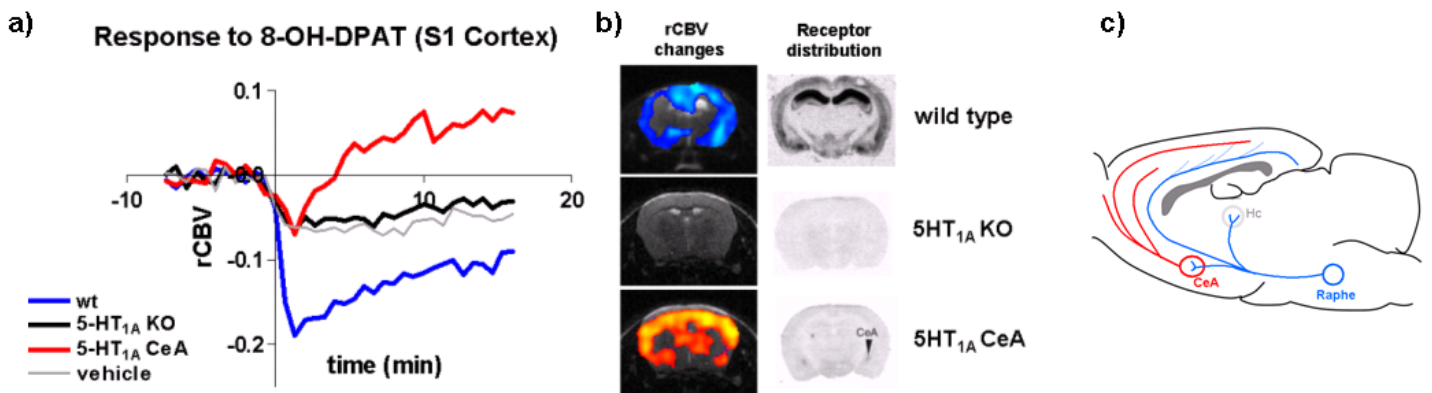 a)
Response to 8-OH-DPAT (S1 Cortex)
0.1
0.0
-0.1
-0.2
-10
10
20
rCBV
time (min)
wt
5-HT1A KO
5-HT1A CeA
vehicle
b)
rCBV
changes
Receptor
distribution
wild type
5HT1A KO
CeA
5HT1A CeA
c)
Hc
CeA
Raphe